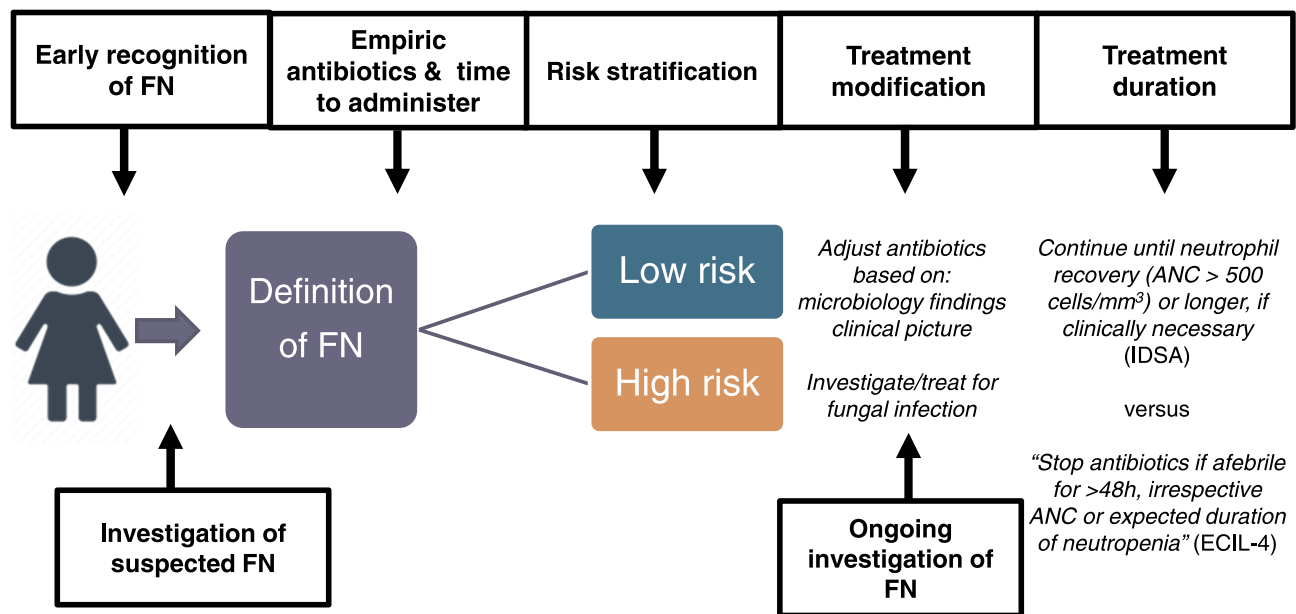 Early recognition
of FN
Empiric
antibiotics & time
to administer
Risk stratification
Treatment
modification
Treatment
duration
Definition
of FN
Low risk
High risk
Adjust antibiotics
based on:
microbiology findings
clinical picture
Investigate/treat for
fungal infection
Continue until neutrophil
recovery (ANC > 500
cells/mm³) or longer, if
clinically necessary
(IDSA)
versus
“Stop antibiotics if afebrile
for >48h, irrespective
ANC or expected duration
of neutropenia” (ECIL-4)
Investigation of
suspected FN
Ongoing
investigation of
FN